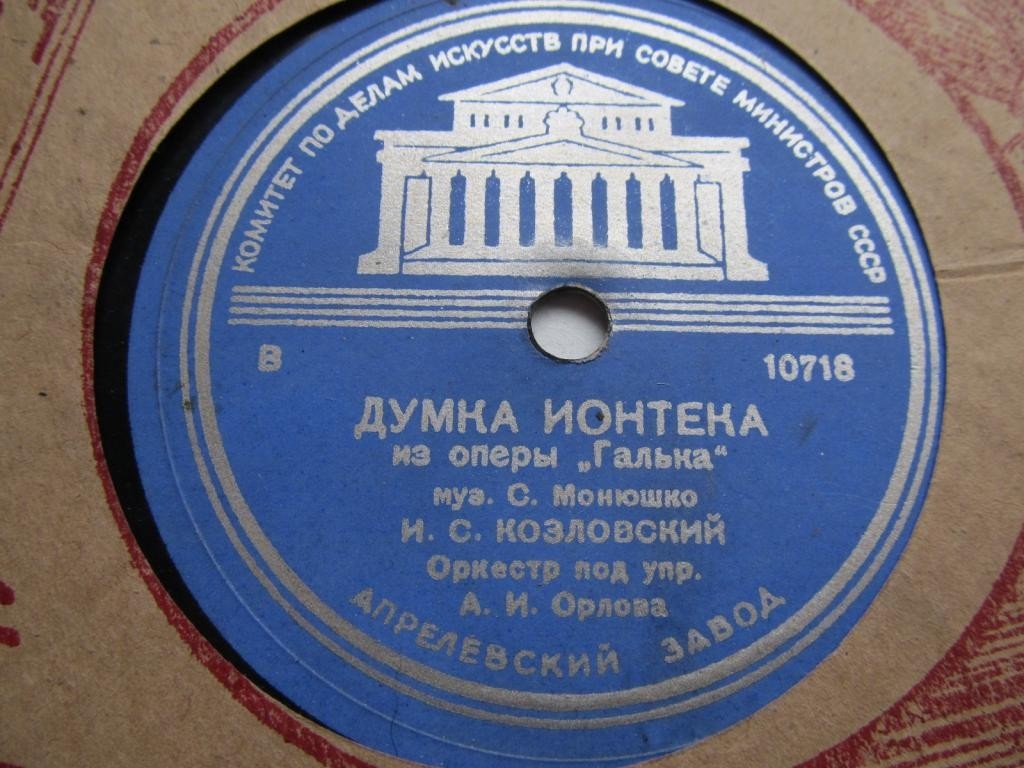 КОМИТЕТ ПО ДЕЛАМ ИСКУССТВ ПРИ СОВЕТЕ МИНИСТРОВ СССР
В 10718
ДУМКА ИОНТЕКА
из оперы „Галька“
муз. С. Монюшко
И. С. КОЗЛОВСКИЙ
Оркестр под упр.
А. И. Орлова
АПРЕЛЕВСКИЙ ЗАВОД